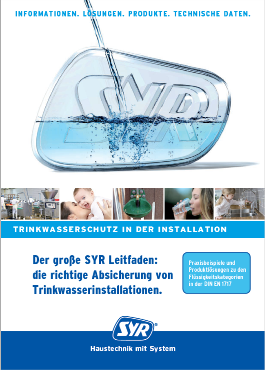 INFORMATIONEN. LÖSUNGEN. PRODUKTE. TECHNISCHE DATEN.
SYR
TRINKWASSERSCHUTZ IN DER INSTALLATION
Der große SYR Leitfaden:
die richtige Absicherung von
Trinkwasserinstallationen.
Praxisbeispiele und
Produktlösungen zu den
Flüssigkeitskategorien
in der DIN EN 1717
SYR®
Haustechnik mit System